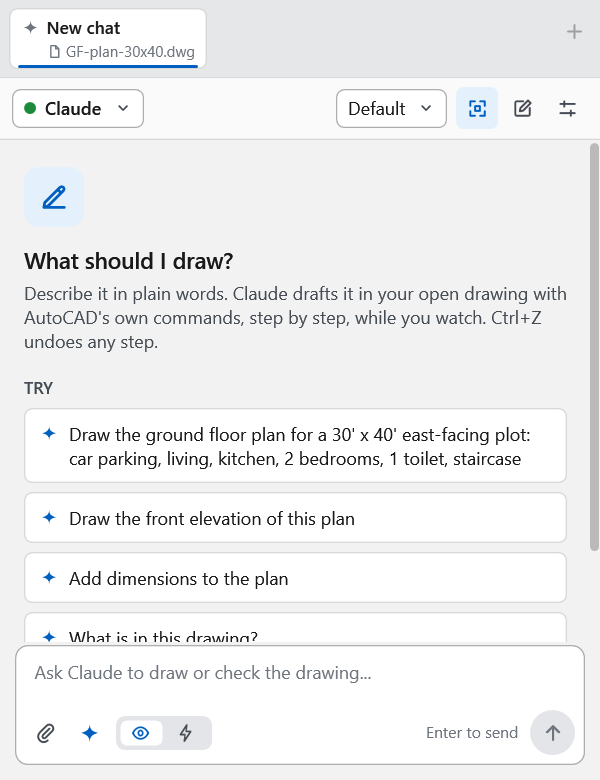 New chat
GF-plan-30x40.dwg
Claude
Default
What should I draw?
Describe it in plain words. Claude drafts it in your open drawing with
AutoCAD's own commands, step by step, while you watch. Ctrl+Z
undoes any step.
TRY
Draw the ground floor plan for a 30' x 40' east-facing plot:
car parking, living, kitchen, 2 bedrooms, 1 toilet, staircase
Draw the front elevation of this plan
Add dimensions to the plan
What is in this drawing?
Ask Claude to draw or check the drawing...
Enter to send